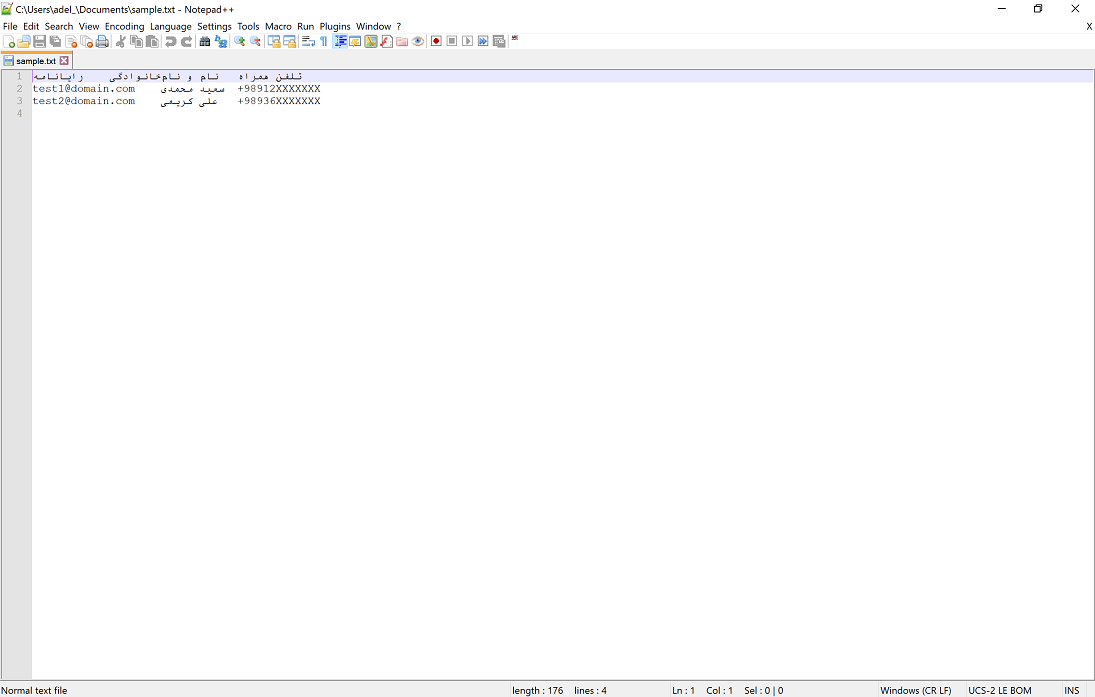 C:\Users\adel_\Documents\sample.txt - Notepad++
File Edit Search View Encoding Language Settings Tools Macro Run Plugins Window ? X
sample.txt
1 رایانامه نام و نام‌خانوادگی تلفن همراه
2 test1@domain.com سعید محمدی +98912XXXXXXX
3 test2@domain.com علی کریمی +98936XXXXXXX
4
Normal text file length : 176 lines : 4 Ln : 1 Col : 1 Sel : 0 | 0 Windows (CR LF) UCS-2 LE BOM INS